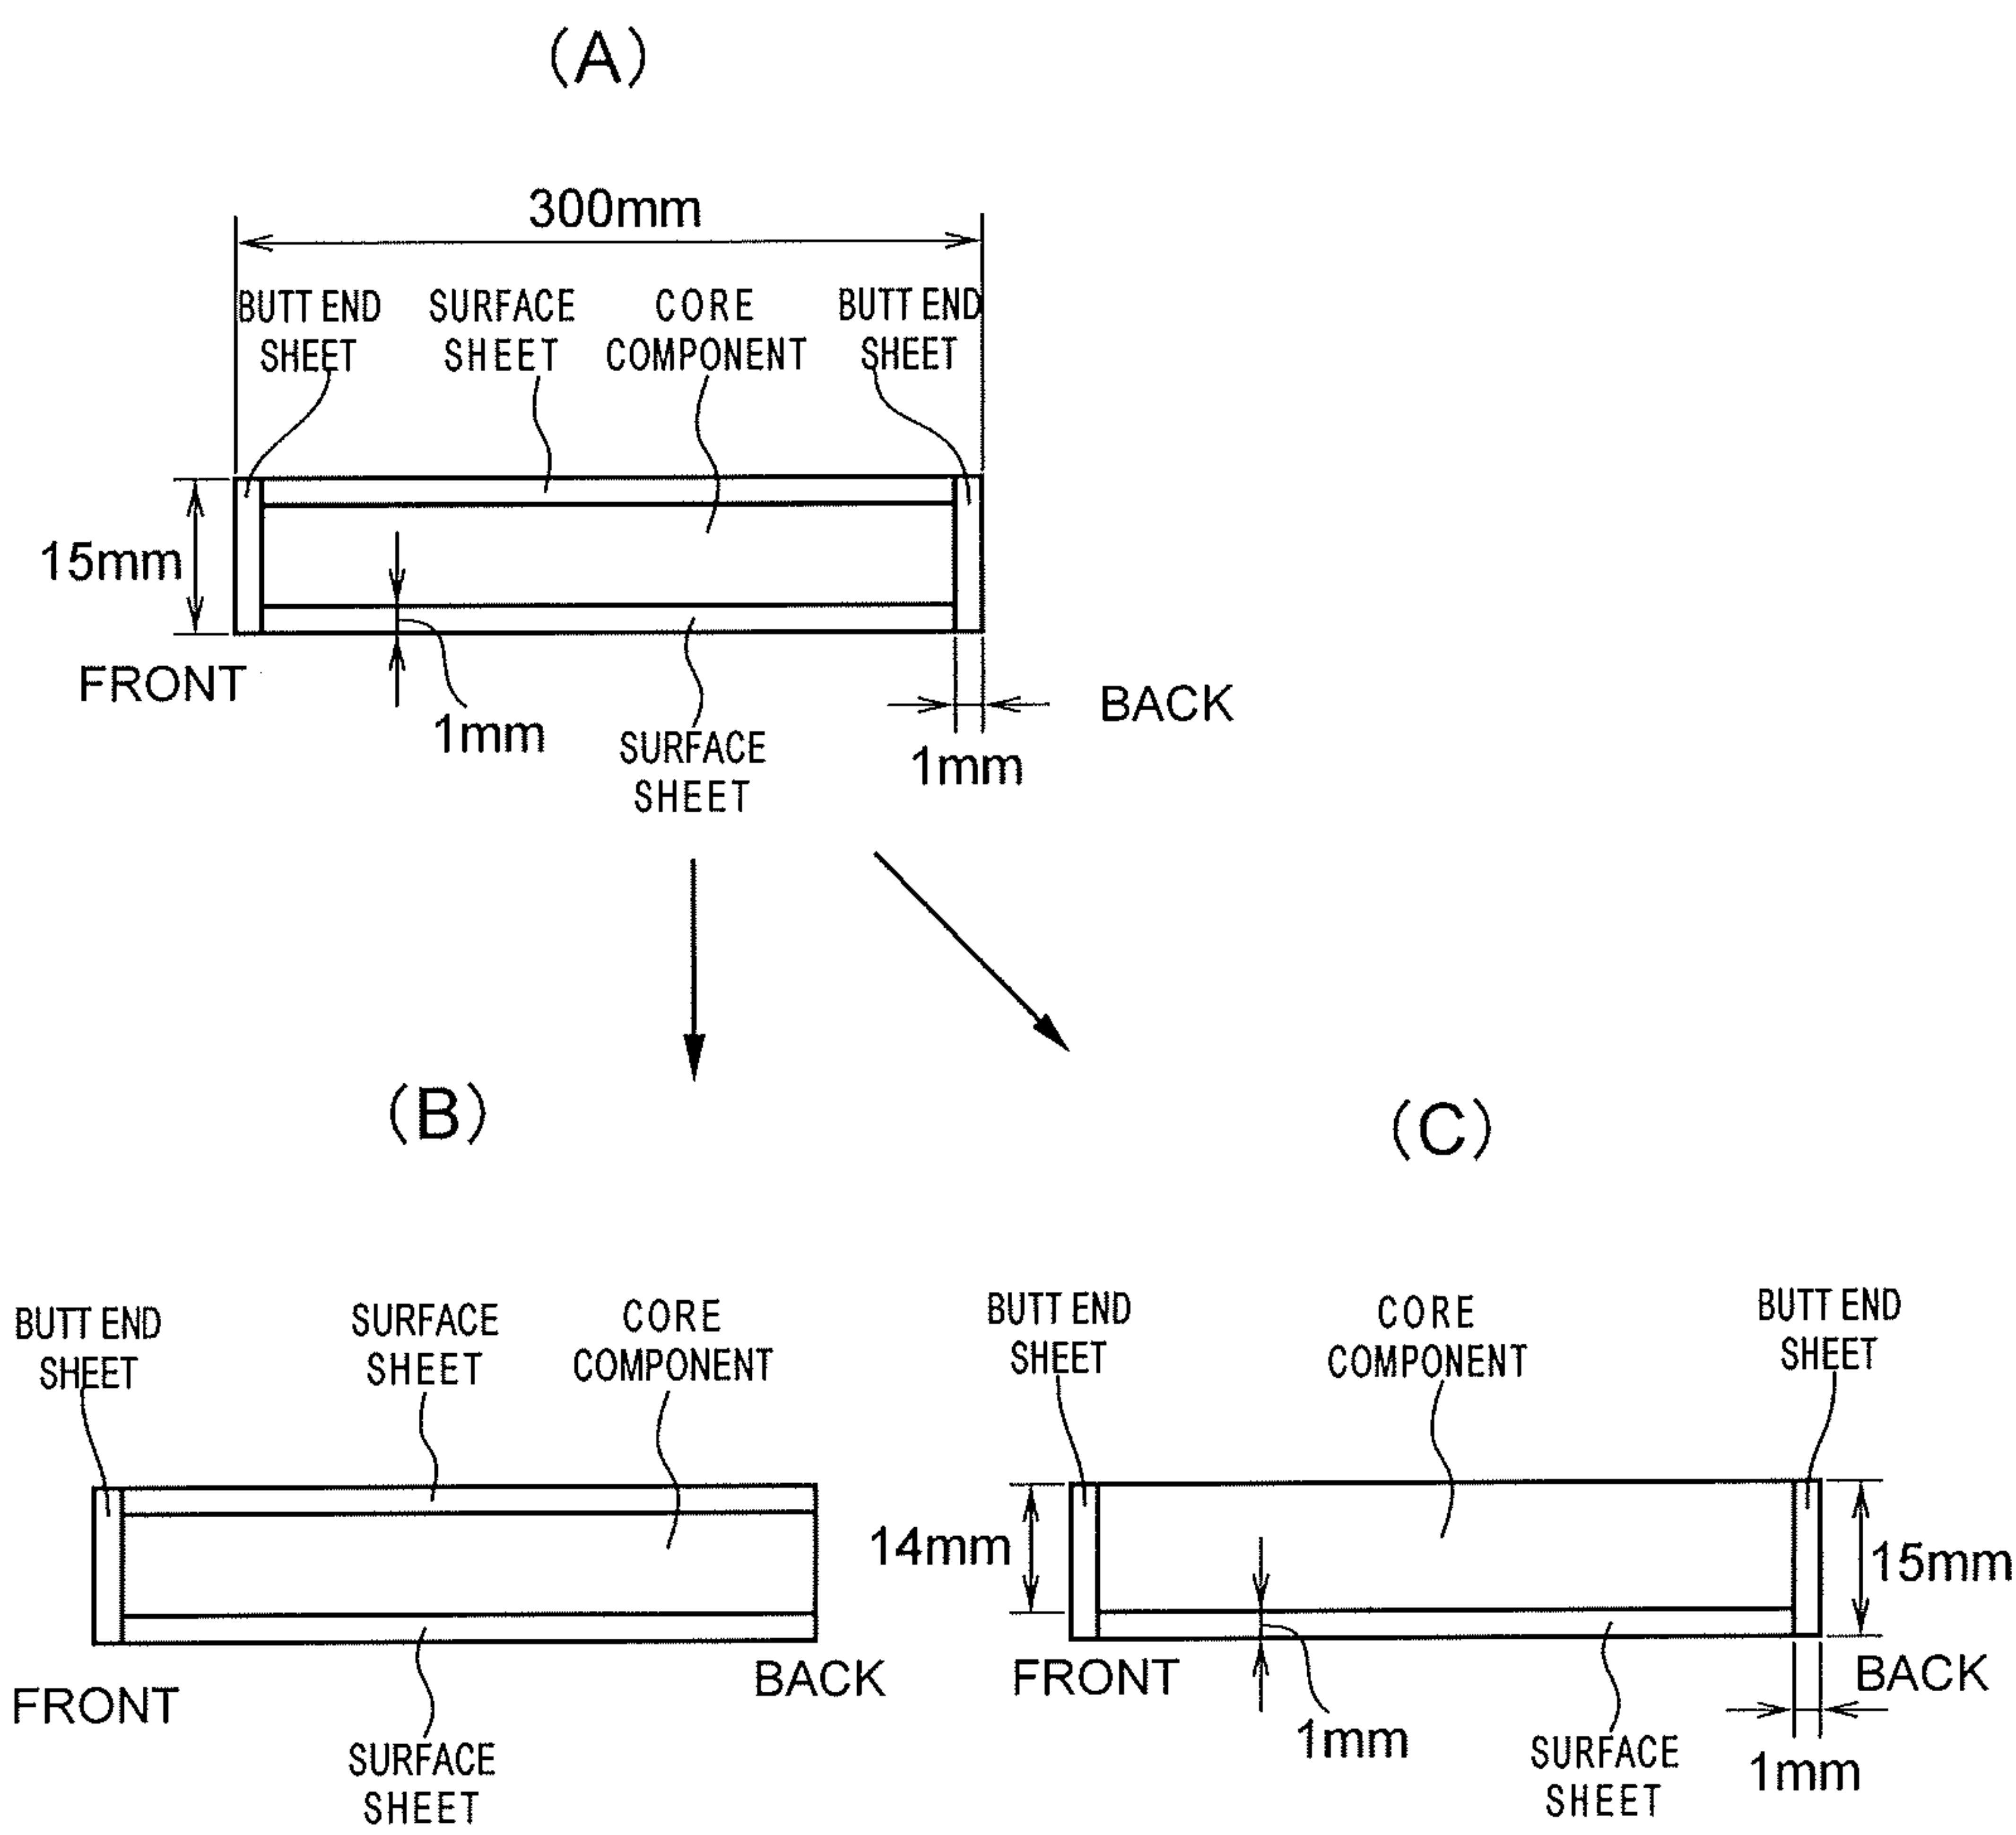 (A)
300mm
BUTT END
SHEET
SURFACE
SHEET
CORE
COMPONENT
BUTT END
SHEET
15mm
FRONT
1mm
SURFACE
SHEET
1mm
BACK
(B)
BUTT END
SHEET
SURFACE
SHEET
CORE
COMPONENT
FRONT
BACK
SURFACE
SHEET
(C)
BUTT END
SHEET
CORE
COMPONENT
BUTT END
SHEET
14mm
15mm
FRONT
1mm
SURFACE
SHEET
BACK
1mm